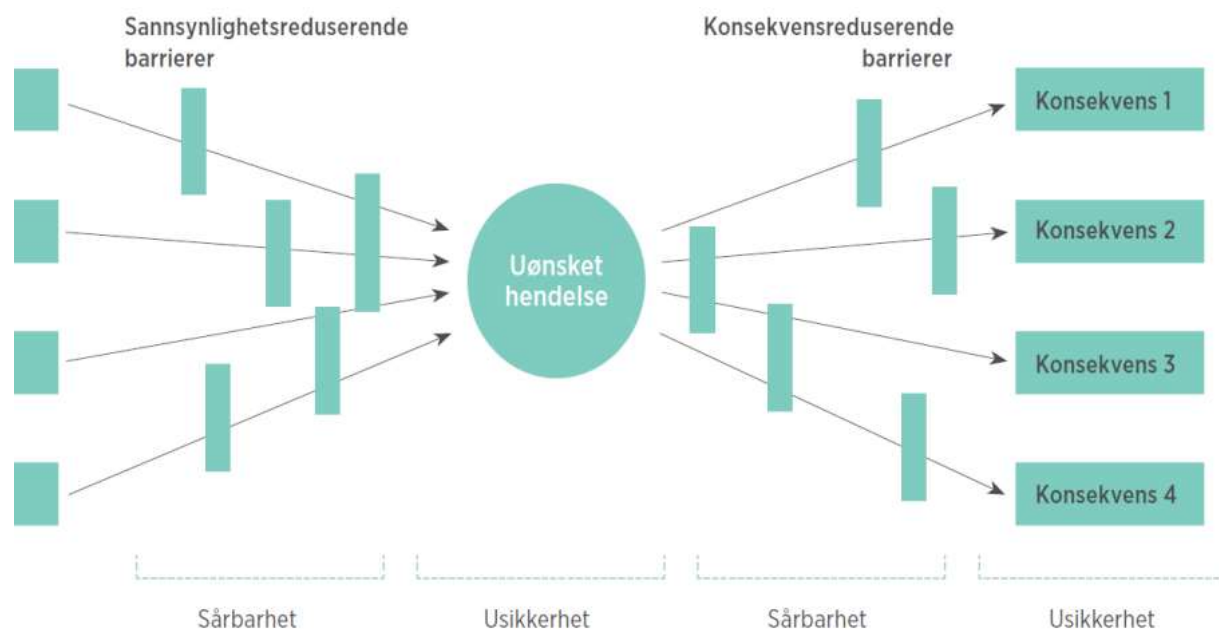 Sannsynlighetsreduserende
barrierer
Konsekvensreduserende
barrierer
Konsekvens 1
Konsekvens 2
Uønsket
hendelse
Konsekvens 3
Konsekvens 4
Sårbarhet
Usikkerhet
Sårbarhet
Usikkerhet